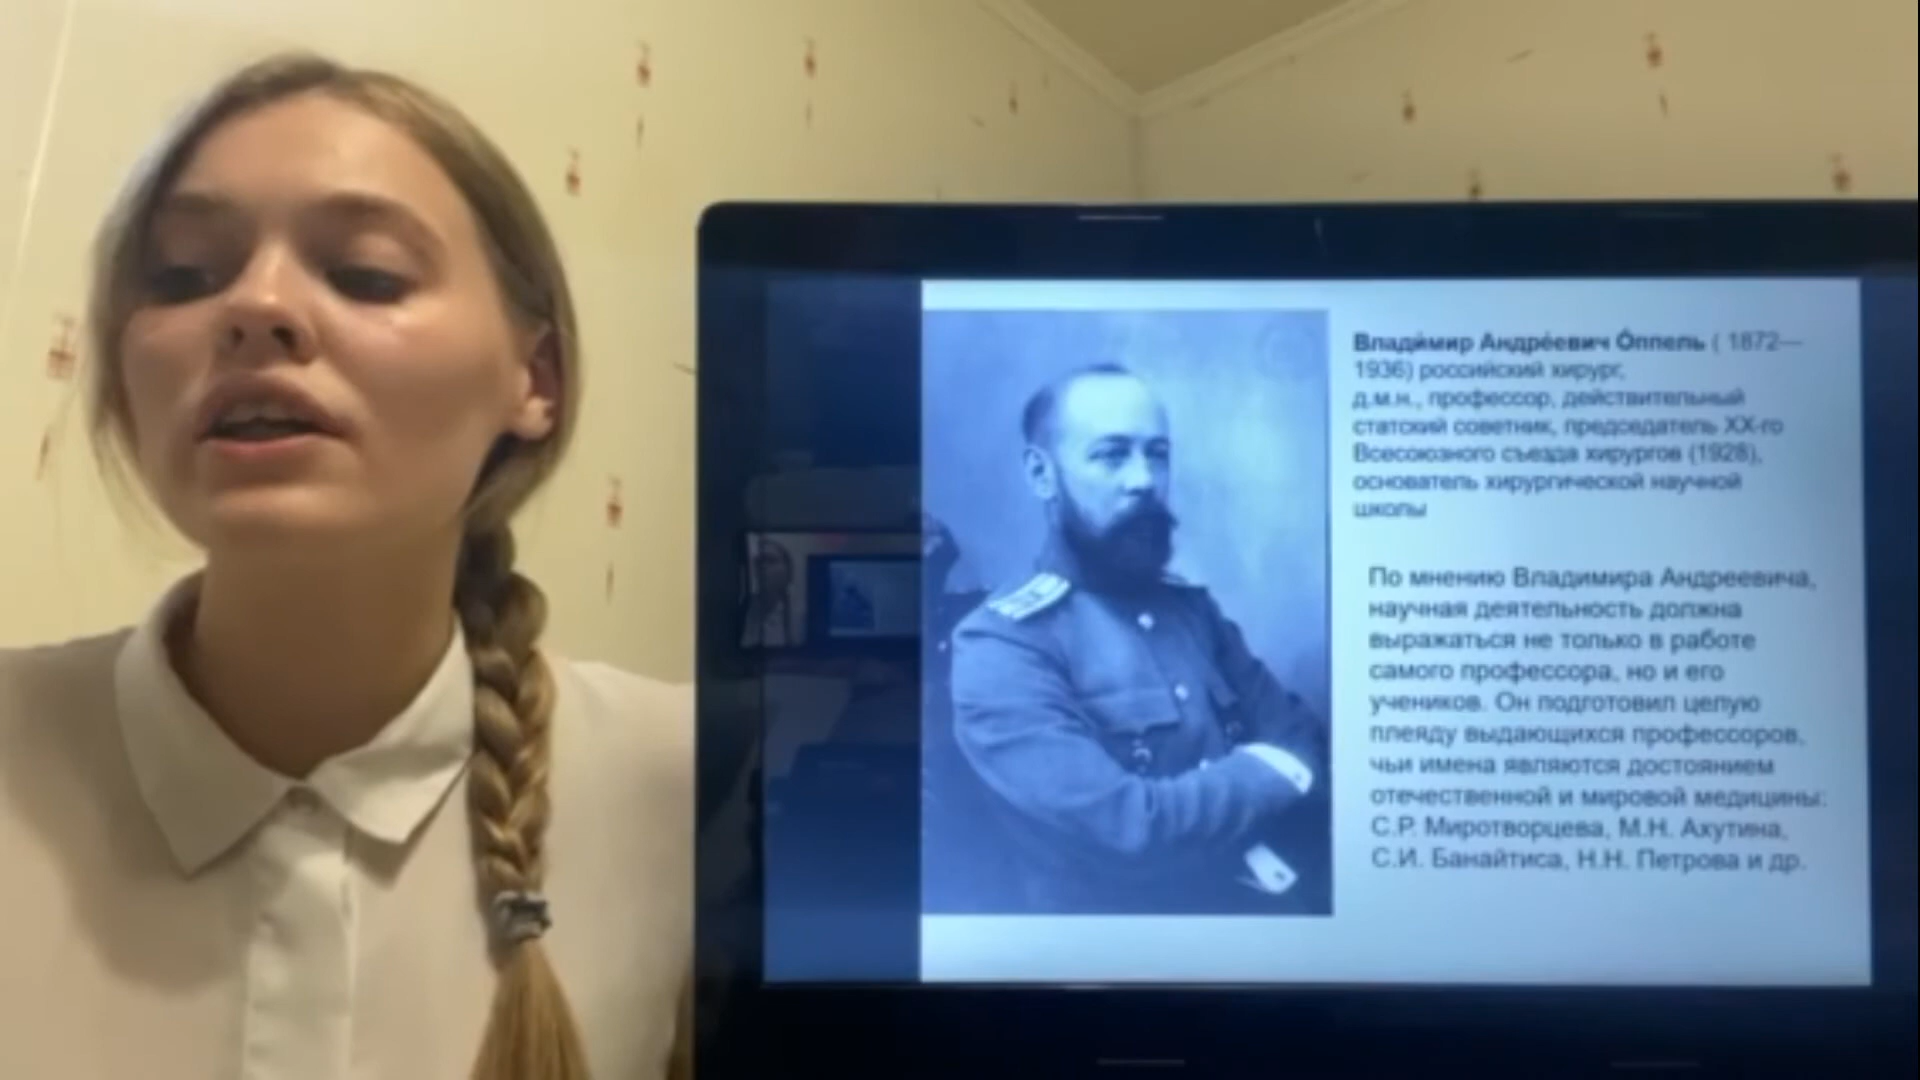 Влади́мир Андре́евич О́ппель ( 1872—
1936) российский хирург,
д.м.н., профессор, действительный
статский советник, председатель XX-го
Всесоюзного съезда хирургов (1928),
основатель хирургической научной
школы
По мнению Владимира Андреевича,
научная деятельность должна
выражаться не только в работе
самого профессора, но и его
учеников. Он подготовил целую
плеяду выдающихся профессоров,
чьи имена являются достоянием
отечественной и мировой медицины:
С.Р. Миротворцева, М.Н. Ахутина,
С.И. Банайтиса, Н.Н. Петрова и др.